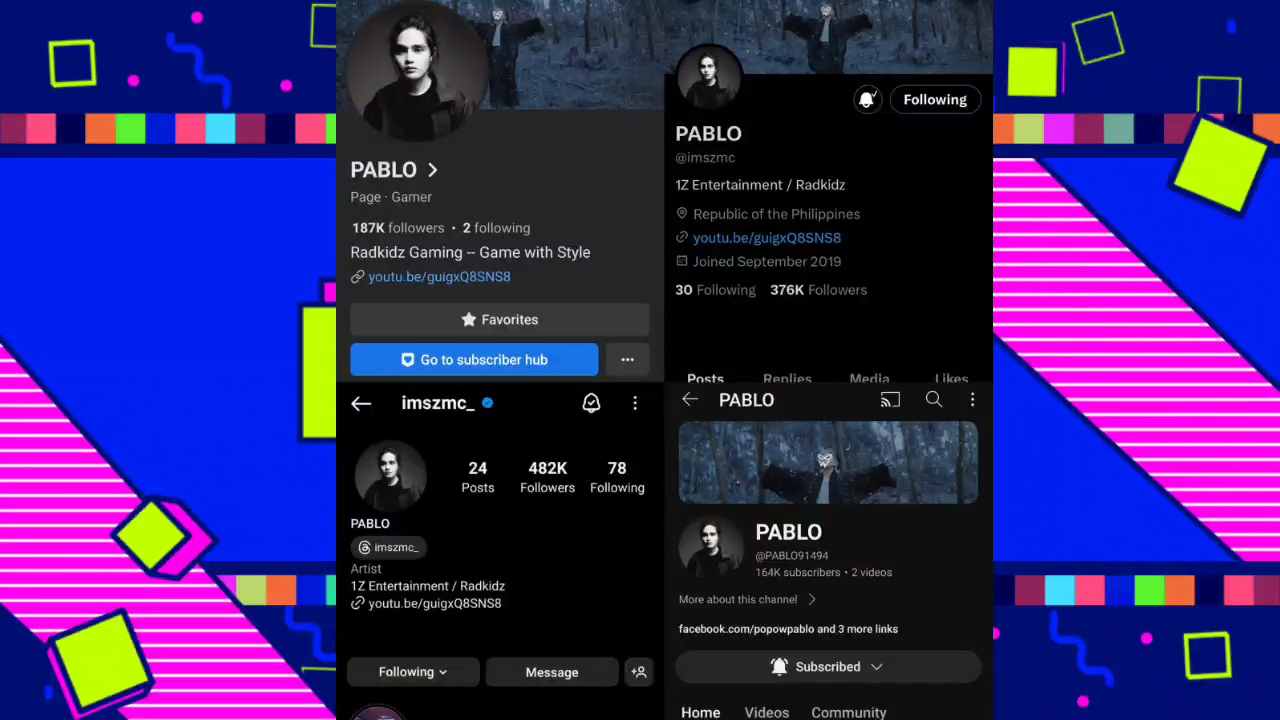 PABLO
Page · Gamer
187K followers • 2 following
Radkidz Gaming -- Game with Style
youtu.be/guigxQ8SNS8
Favorites
Go to subscriber hub
Following
PABLO
@imszmc
1Z Entertainment / Radkidz
Republic of the Philippines
youtu.be/guigxQ8SNS8
Joined September 2019
30 Following 376K Followers
Posts Replies Media Likes
imszmc_
24 482K 78
Posts Followers Following
PABLO
imszmc_
Artist
1Z Entertainment / Radkidz
youtu.be/guigxQ8SNS8
Following Message
PABLO
PABLO
@PABLO91494
164K subscribers • 2 videos
More about this channel
facebook.com/popowpablo and 3 more links
Subscribed
Home Videos Community